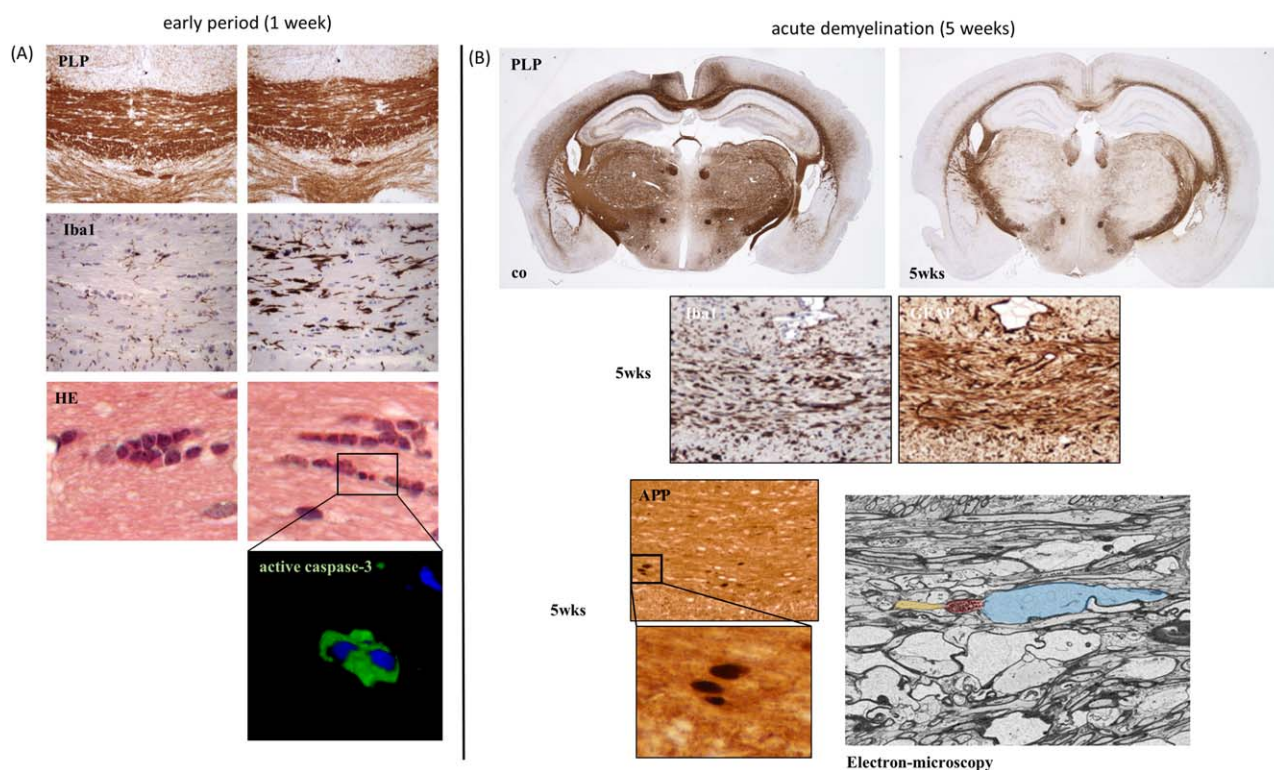 early period (1 week)
(A)
PLP
Iba1
HE
active caspase-3
acute demyelination (5 weeks)
(B)
PLP
co
5wks
5wks
Iba1
GFAP
5wks
APP
Electron-microscopy